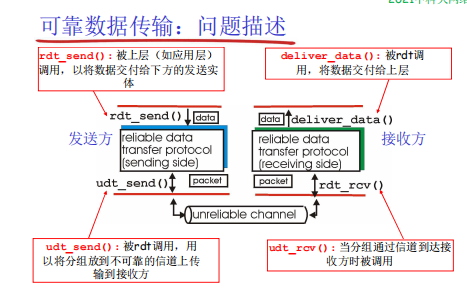 可靠数据传输：问题描述
rdt_send()：被上层（如应用层）
调用，以将数据交付给下方的发送实
体
deliver_data()：被rdt调
用，将数据交付给上层
rdt_send()
data
data
deliver_data()
发送方
reliable data
transfer protocol
(sending side)
reliable data
transfer protocol
(receiving side)
接收方
udt_send()
packet
packet
rdt_rcv()
unreliable channel
udt_send()：被rdt调用，用
以将分组放到不可靠的信道上传
输到接收方
udt_rcv()：当分组通过信道到达接
收方时被调用